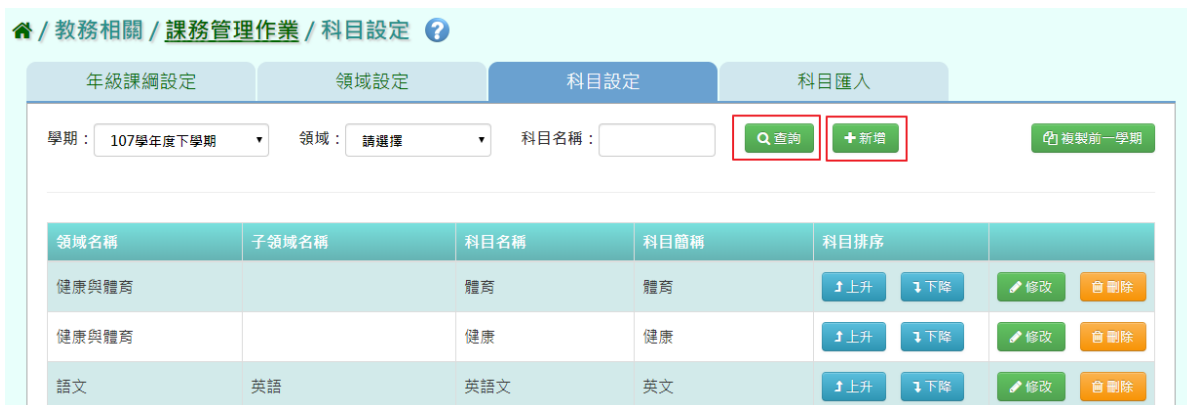 / 教務相關 / 課務管理作業 / 科目設定 ?
年級課綱設定 領域設定 科目設定 科目匯入
學期： 107學年度下學期 領域： 請選擇 科目名稱： 查詢 新增 複製前一學期
領域名稱 子領域名稱 科目名稱 科目簡稱 科目排序
健康與體育 體育 體育 上升 下降 修改 刪除
健康與體育 健康 健康 上升 下降 修改 刪除
語文 英語 英語文 英文 上升 下降 修改 刪除